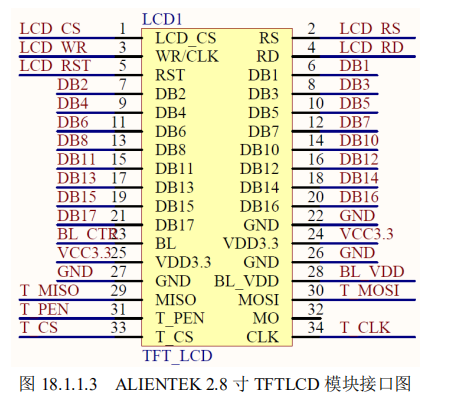 LCD1
LCD_CS 1 LCD_CS RS 2 LCD_RS
LCD_WR 3 WR/CLK RD 4 LCD_RD
LCD_RST 5 RST DB1 6 DB1
DB2 7 DB2 DB3 8 DB3
DB4 9 DB4 DB5 10 DB5
DB6 11 DB6 DB7 12 DB7
DB8 13 DB8 DB10 14 DB10
DB11 15 DB11 DB12 16 DB12
DB13 17 DB13 DB14 18 DB14
DB15 19 DB15 DB16 20 DB16
DB17 21 DB17 GND 22 GND
BL_CTR 23 BL VDD3.3 24 VCC3.3
VCC3.3 25 VDD3.3 GND 26 GND
GND 27 GND BL_VDD 28 BL_VDD
T_MISO 29 MISO MOSI 30 T_MOSI
T_PEN 31 T_PEN MO 32
T_CS 33 T_CS CLK 34 T_CLK
TFT_LCD
图 18.1.1.3 ALIENTEK 2.8 寸 TFTLCD 模块接口图